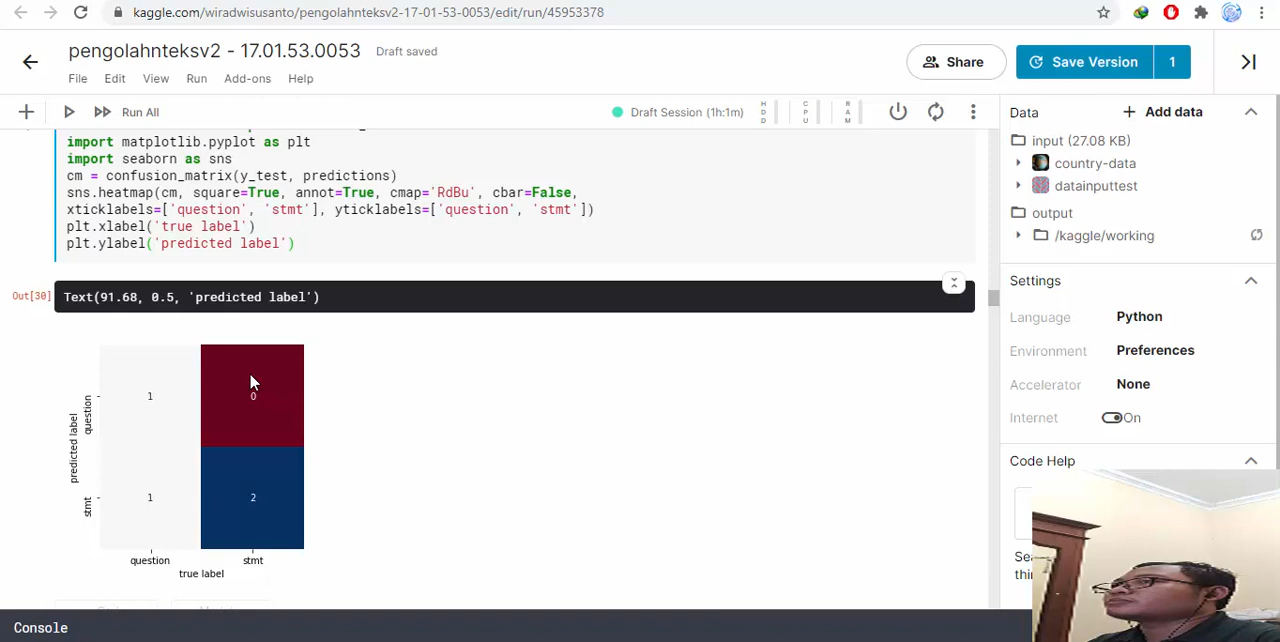 kaggle.com/wiradwisusanto/pengolahnteksv2-17-01-53-0053/edit/run/45953378
pengolahnteksv2 - 17.01.53.0053 Draft saved
File Edit View Run Add-ons Help
Share
Save Version 1
Run All
Draft Session (1h:1m)
HDD
CPU
RAM
import matplotlib.pyplot as plt
import seaborn as sns
cm = confusion_matrix(y_test, predictions)
sns.heatmap(cm, square=True, annot=True, cmap='RdBu', cbar=False,
xticklabels=['question', 'stmt'], yticklabels=['question', 'stmt'])
plt.xlabel('true label')
plt.ylabel('predicted label')
Out[30]
Text(91.68, 0.5, 'predicted label')
predicted label
question
stmt
1 0
1 2
question stmt
true label
Console
Data
+ Add data
input (27.08 KB)
country-data
datainputtest
output
/kaggle/working
Settings
Language Python
Environment Preferences
Accelerator None
Internet On
Code Help